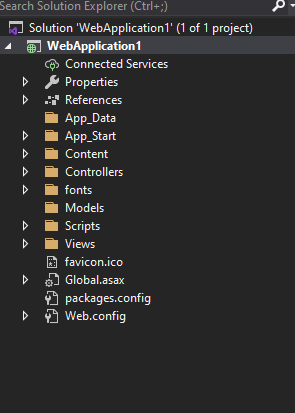 Search Solution Explorer (Ctrl+;)
Solution 'WebApplication1' (1 of 1 project)
WebApplication1
Connected Services
Properties
References
App_Data
App_Start
Content
Controllers
fonts
Models
Scripts
Views
favicon.ico
Global.asax
packages.config
Web.config